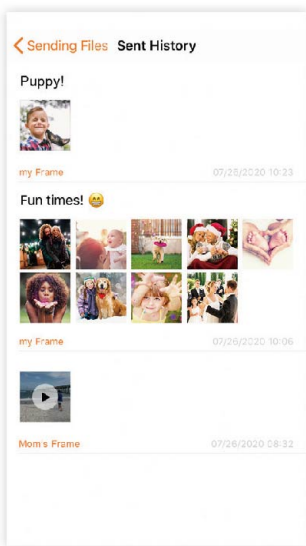 Sending Files Sent History
Puppy!
my Frame 07/26/2020 10:23
Fun times! 😁
my Frame 07/26/2020 10:06
Mom's Frame 07/26/2020 08:32